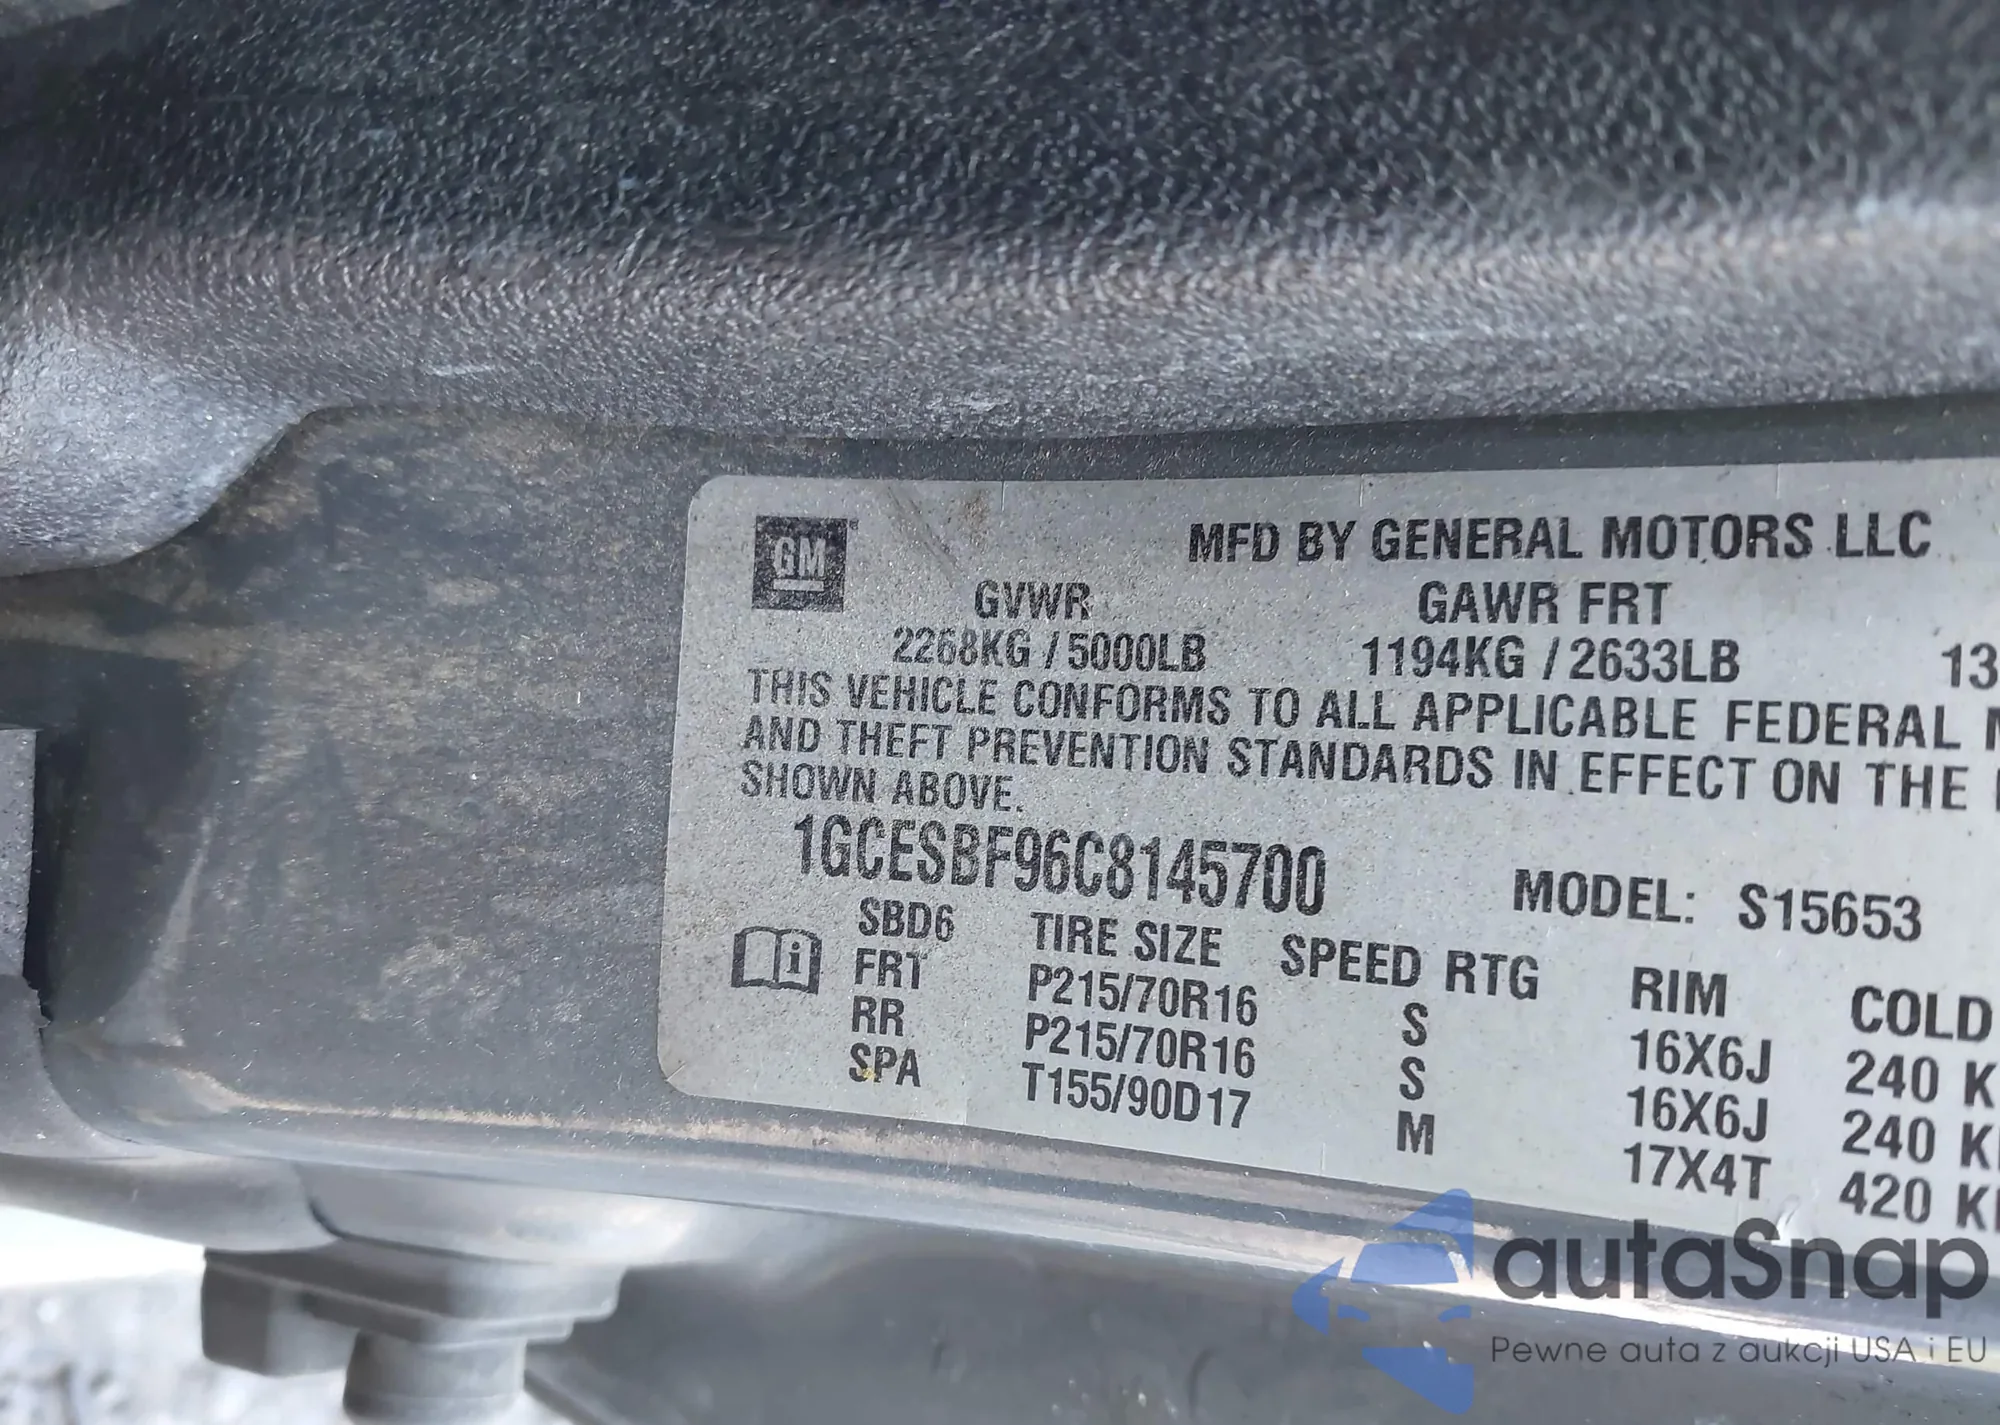 GM
MFD BY GENERAL MOTORS LLC
GVWR GAWR FRT
2268KG / 5000LB 1194KG / 2633LB 13
THIS VEHICLE CONFORMS TO ALL APPLICABLE FEDERAL
AND THEFT PREVENTION STANDARDS IN EFFECT ON THE
SHOWN ABOVE.
1GCESBF96C8145700 MODEL: S15653
SBD6 TIRE SIZE SPEED RTG RIM COLD
FRT P215/70R16 S 16X6J 240 K
RR P215/70R16 S 16X6J 240 K
SPA T155/90D17 M 17X4T 420 K
autaSnap
Pewne auta z aukcji USA i EU